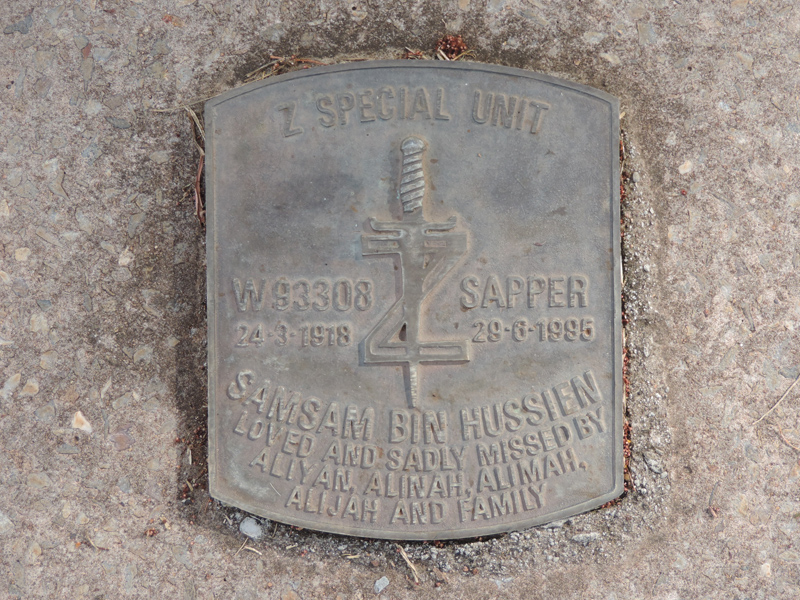 Z SPECIAL UNIT
Z
W93308 SAPPER
24-9-1918 29-6-1995
SAMSAM BIN HUSSIEN
LOVED AND SADLY MISSED BY
ALIYAN, ALINAH, ALIMAH,
ALIJAH AND FAMILY